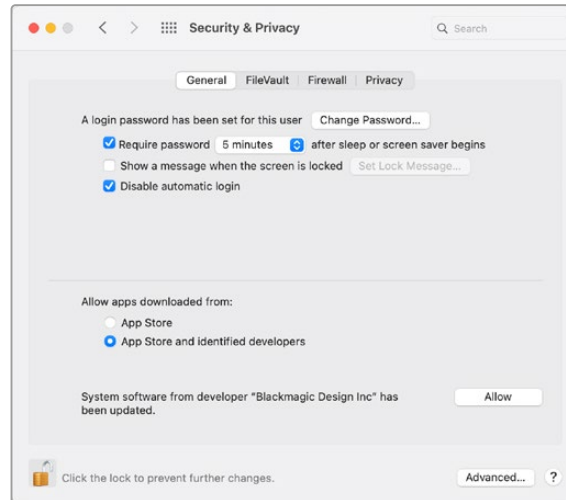 Security & Privacy
Search
General FileVault Firewall Privacy
A login password has been set for this user Change Password...
Require password 5 minutes after sleep or screen saver begins
Show a message when the screen is locked Set Lock Message...
Disable automatic login
Allow apps downloaded from:
App Store
App Store and identified developers
System software from developer "Blackmagic Design Inc" has
been updated.
Allow
Click the lock to prevent further changes.
Advanced... ?